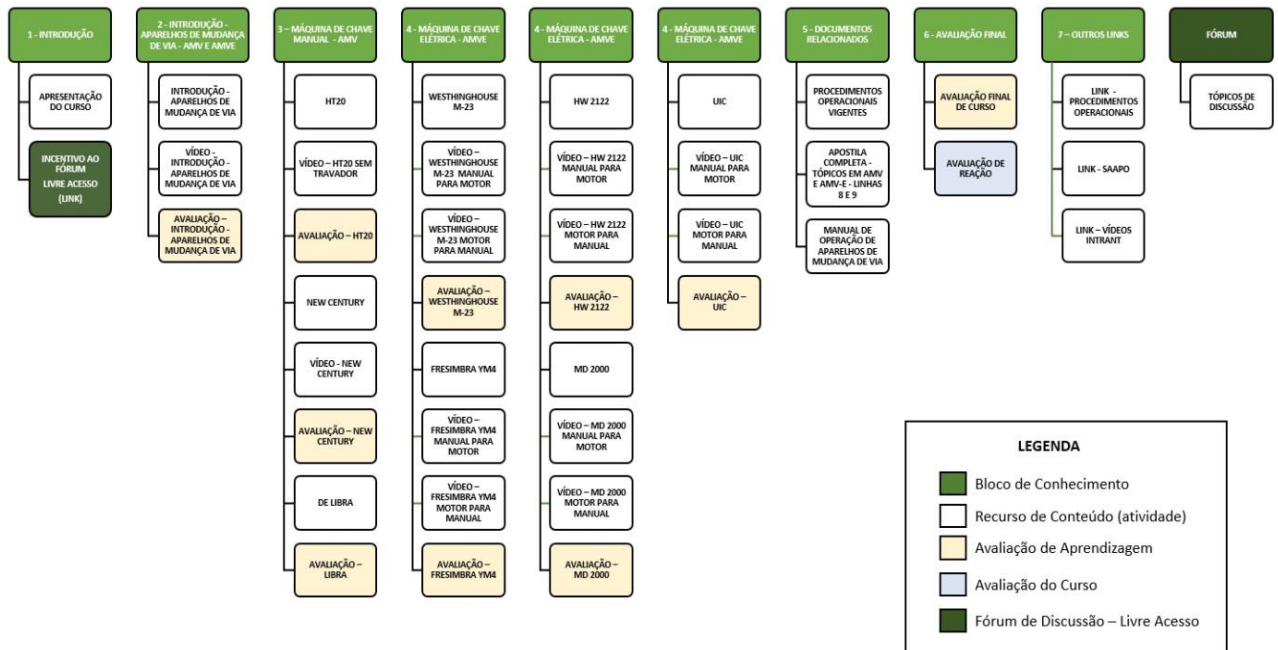 1 - INTRODUÇÃO
APRESENTAÇÃO
DO CURSO
INCENTIVO AO
FÓRUM
LIVRE ACESSO
(LINK)
2 - INTRODUÇÃO -
APARELHOS DE MUDANÇA
DE VIA - AMV E AMVE
INTRODUÇÃO -
APARELHOS DE
MUDANÇA DE VIA
VÍDEO -
INTRODUÇÃO -
APARELHOS DE
MUDANÇA DE VIA
AVALIAÇÃO –
INTRODUÇÃO -
APARELHOS DE
MUDANÇA DE VIA
3 – MÁQUINA DE CHAVE
MANUAL - AMV
HT20
VÍDEO – HT20 SEM
TRAVADOR
AVALIAÇÃO – HT20
NEW CENTURY
VÍDEO - NEW
CENTURY
AVALIAÇÃO – NEW
CENTURY
DE LIBRA
AVALIAÇÃO –
LIBRA
4 - MÁQUINA DE CHAVE
ELÉTRICA - AMVE
WESTHINGHOUSE
M-23
VÍDEO –
WESTHINGHOUSE
M-23 MANUAL
PARA MOTOR
VÍDEO –
WESTHINGHOUSE
M-23 MOTOR
PARA MANUAL
AVALIAÇÃO –
WESTHINGHOUSE
M-23
FRESIMBRA YM4
VÍDEO –
FRESIMBRA YM4
MANUAL PARA
MOTOR
VÍDEO –
FRESIMBRA YM4
MOTOR PARA
MANUAL
AVALIAÇÃO –
FRESIMBRA YM4
4 - MÁQUINA DE CHAVE
ELÉTRICA - AMVE
HW 2122
VÍDEO – HW 2122
MANUAL PARA
MOTOR
VÍDEO – HW 2122
MOTOR PARA
MANUAL
AVALIAÇÃO –
HW 2122
MD 2000
VÍDEO – MD 2000
MANUAL PARA
MOTOR
VÍDEO – MD 2000
MOTOR PARA
MANUAL
AVALIAÇÃO –
MD 2000
4 - MÁQUINA DE CHAVE
ELÉTRICA - AMVE
UIC
VÍDEO – UIC
MANUAL PARA
MOTOR
VÍDEO – UIC
MOTOR PARA
MANUAL
AVALIAÇÃO –
UIC
5 - DOCUMENTOS
RELACIONADOS
PROCEDIMENTOS
OPERACIONAIS
VIGENTES
APOSTILA
COMPLETA -
TÓPICOS EM AMV
E AMV-E - LINHAS
8 E 9
MANUAL DE
OPERAÇÃO DE
APARELHOS DE
MUDANÇA DE VIA
6 - AVALIAÇÃO FINAL
AVALIAÇÃO FINAL
DE CURSO
AVALIAÇÃO DE
REAÇÃO
7 – OUTROS LINKS
LINK -
PROCEDIMENTOS
OPERACIONAIS
LINK - SAAPO
LINK – VÍDEOS
INTRANT
FÓRUM
TÓPICOS DE
DISCUSSÃO
LEGENDA
Bloco de Conhecimento
Recurso de Conteúdo (atividade)
Avaliação de Aprendizagem
Avaliação do Curso
Fórum de Discussão – Livre Acesso